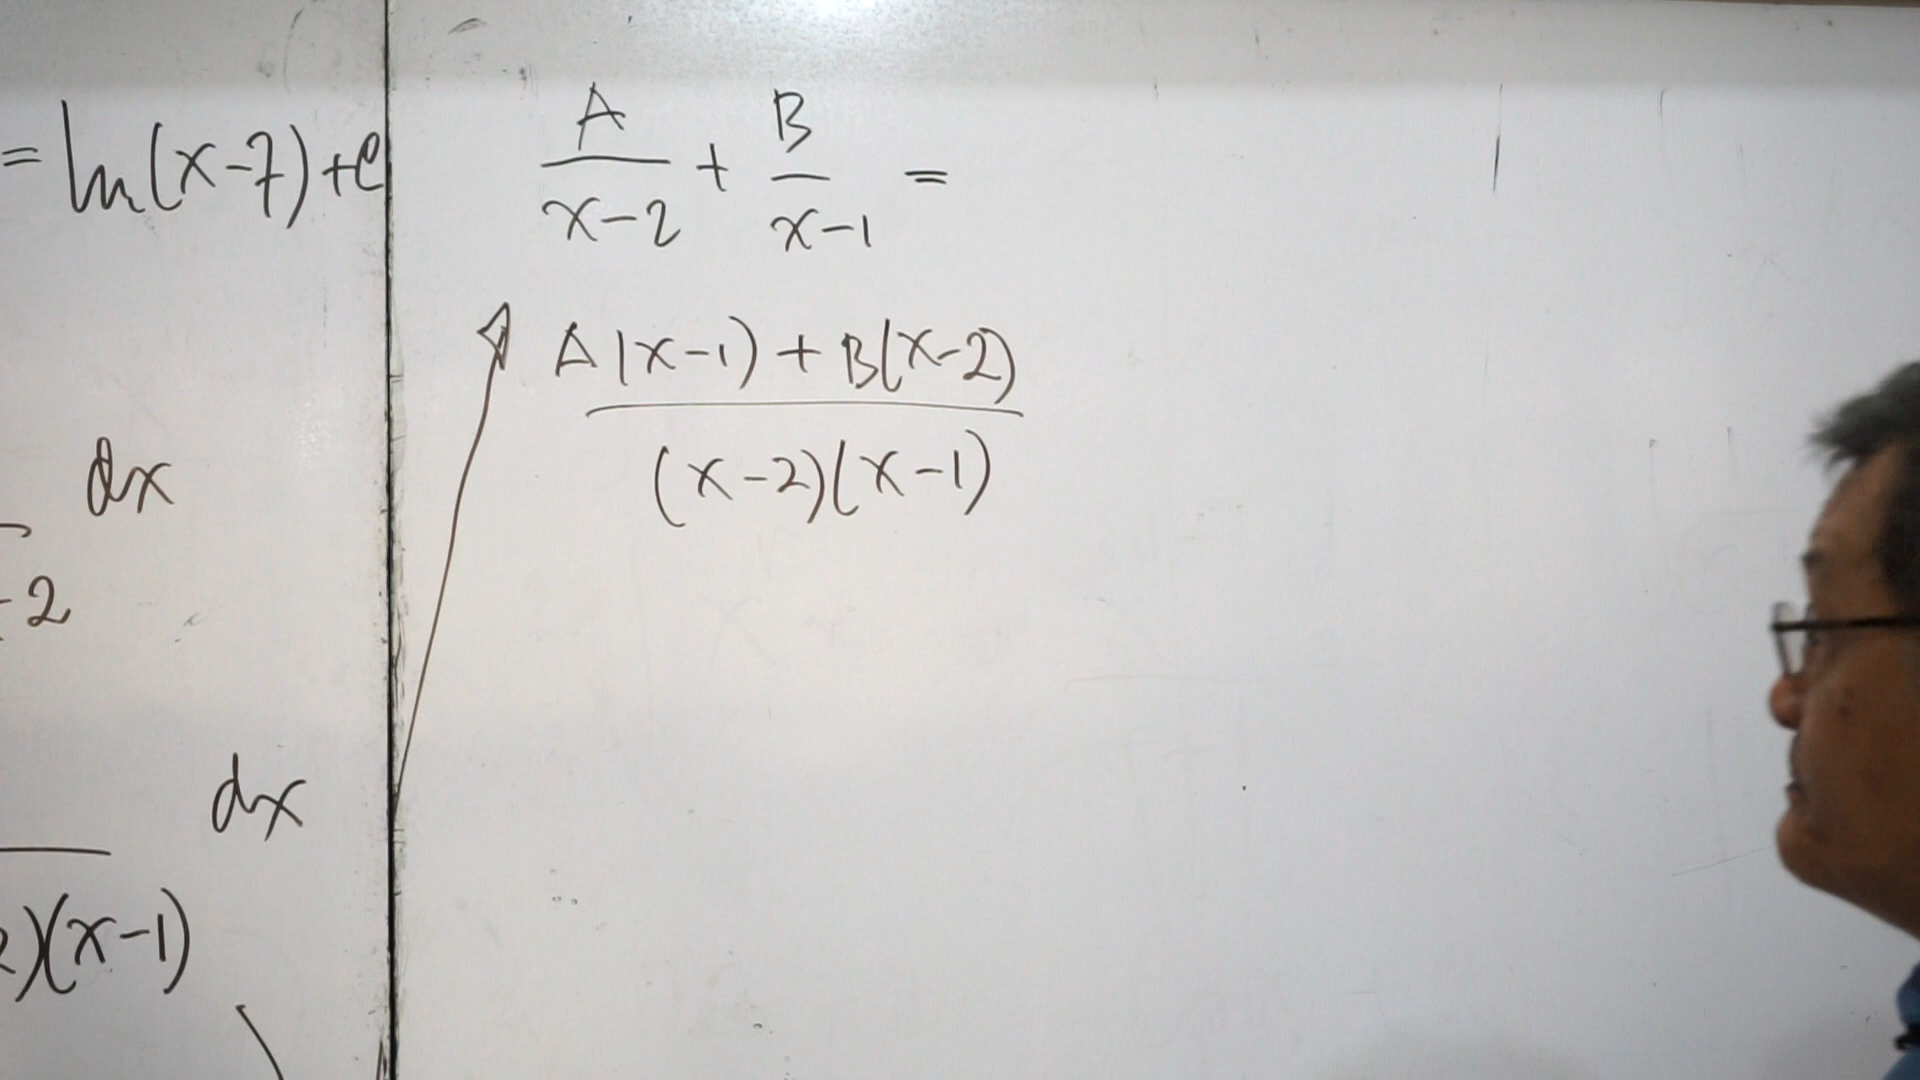 = ln(x-7)+c
dx
-2
dx
)(x-1)
A/(x-2) + B/(x-1) =
A(x-1) + B(x-2)
(x-2)(x-1)